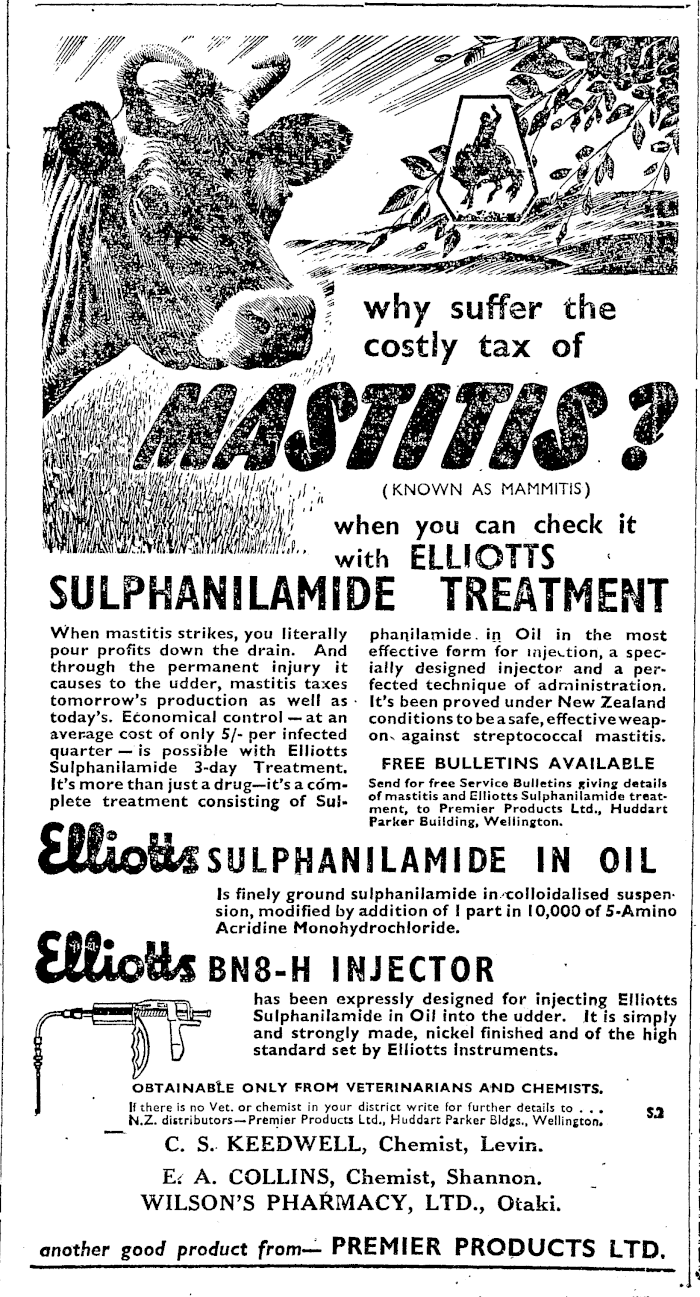 why suffer the
costly tax of
MASTITIS?
(KNOWN AS MAMMITIS)
when you can check it
with ELLIOTTS
SULPHANILAMIDE TREATMENT
When mastitis strikes, you literally
pour profits down the drain. And
through the permanent injury it
causes to the udder, mastitis taxes
tomorrow's production as well as
today's. Economical control — at an
average cost of only 5/- per infected
quarter — is possible with Elliotts
Sulphanilamide 3-day Treatment.
It's more than just a drug—it's a com-
plete treatment consisting of Sul-
phanilamide in Oil in the most
effective form for injection, a spec-
ially designed injector and a per-
fected technique of administration.
It's been proved under New Zealand
conditions to be a safe, effective weap-
on against streptococcal mastitis.
FREE BULLETINS AVAILABLE
Send for free Service Bulletins giving details
of mastitis and Elliotts Sulphanilamide treat-
ment, to Premier Products Ltd., Huddart
Parker Building, Wellington.
Elliotts SULPHANILAMIDE IN OIL
Is finely ground sulphanilamide in colloidalised suspen-
sion, modified by addition of 1 part in 10,000 of 5-Amino
Acridine Monohydrochloride.
Elliotts BN8-H INJECTOR
has been expressly designed for injecting Elliotts
Sulphanilamide in Oil into the udder. It is simply
and strongly made, nickel finished and of the high
standard set by Elliotts instruments.
OBTAINABLE ONLY FROM VETERINARIANS AND CHEMISTS.
If there is no Vet. or chemist in your district write for further details to . . .
N.Z. distributors—Premier Products Ltd., Huddart Parker Bldgs., Wellington.
S.2
C. S. KEEDWELL, Chemist, Levin.
E. A. COLLINS, Chemist, Shannon.
WILSON'S PHARMACY, LTD., Otaki.
another good product from— PREMIER PRODUCTS LTD.